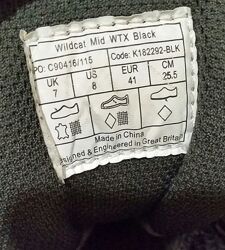 Wildcat Mid WTX Black
PO: C90416/115 Code: K182292-BLK
UK US EUR CM
7 8 41 25.5
Made in China
Designed & Engineered in Great Britain